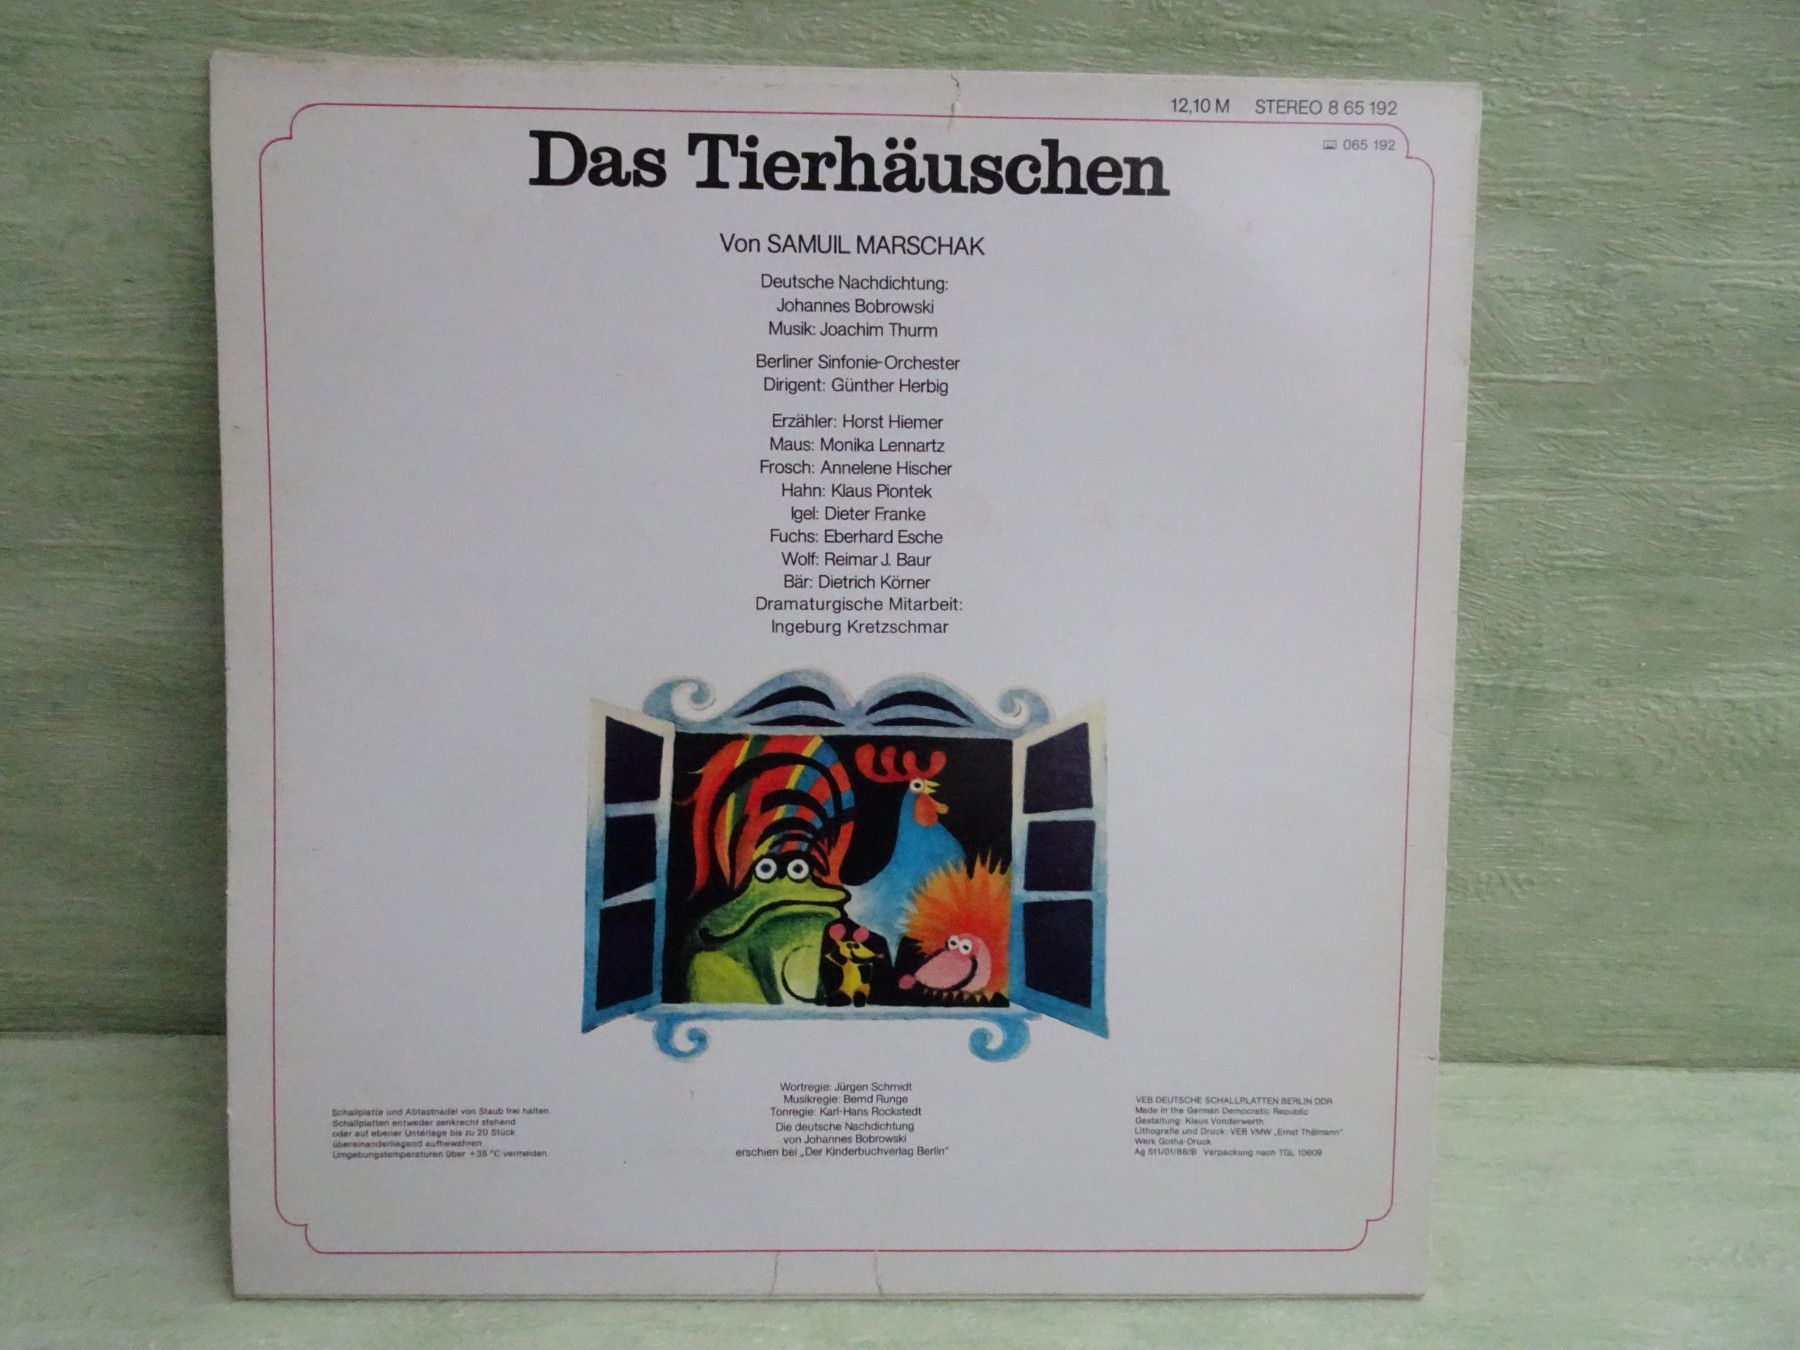 12,10 M STEREO 8 65 192
065 192
Das Tierhäuschen
Von SAMUIL MARSCHAK
Deutsche Nachdichtung:
Johannes Bobrowski
Musik: Joachim Thurm
Berliner Sinfonie-Orchester
Dirigent: Günther Herbig
Erzähler: Horst Hiemer
Maus: Monika Lennartz
Frosch: Annelene Hischer
Hahn: Klaus Piontek
Igel: Dieter Franke
Fuchs: Eberhard Esche
Wolf: Reimar J. Baur
Bär: Dietrich Körner
Dramaturgische Mitarbeit:
Ingeburg Kretzschmar
Schallplatte und Abtastnadel von Staub frei halten.
Schallplatten entweder senkrecht stehend
oder auf ebener Unterlage bis zu 20 Stück
übereinanderliegend aufbewahren.
Umgebungstemperaturen über +35 °C vermeiden.
Wortregie: Jürgen Schmidt
Musikregie: Bernd Runge
Tonregie: Karl-Hans Rockstedt
Die deutsche Nachdichtung
von Johannes Bobrowski
erschien bei „Der Kinderbuchverlag Berlin"
VEB DEUTSCHE SCHALLPLATTEN BERLIN DDR
Made in the German Democratic Republic
Gestaltung: Klaus Vonderwerth
Lithografie und Druck: VEB VMW „Ernst Thälmann"
Werk Gotha-Druck
Ag 511/01/86/B Verpackung nach TGL 10609